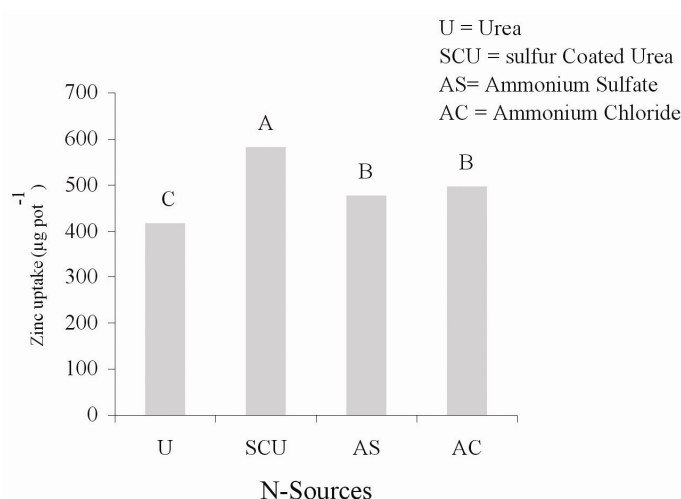 U = Urea
SCU = sulfur Coated Urea
AS= Ammonium Sulfate
AC = Ammonium Chloride
700
600
500
400
300
200
100
0
Zinc uptake (µg pot -1)
C
A
B
B
U SCU AS AC
N-Sources